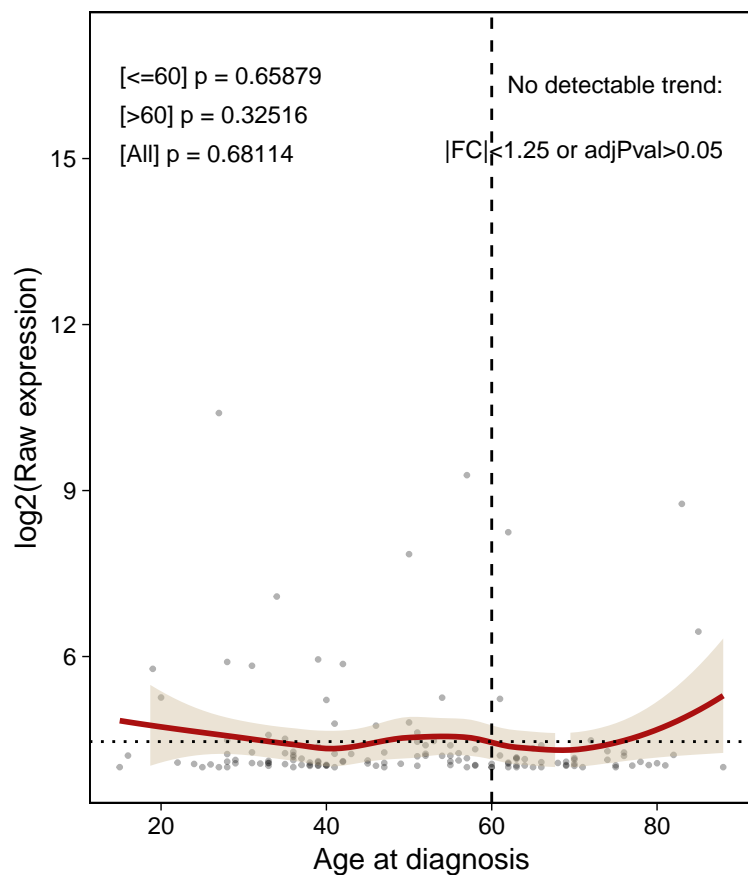 [<=60] p = 0.65879
[>60] p = 0.32516
[All] p = 0.68114
No detectable trend:
|FC|<1.25 or adjPval>0.05
log2(Raw expression)
15
12
9
6
20
40
60
80
Age at diagnosis